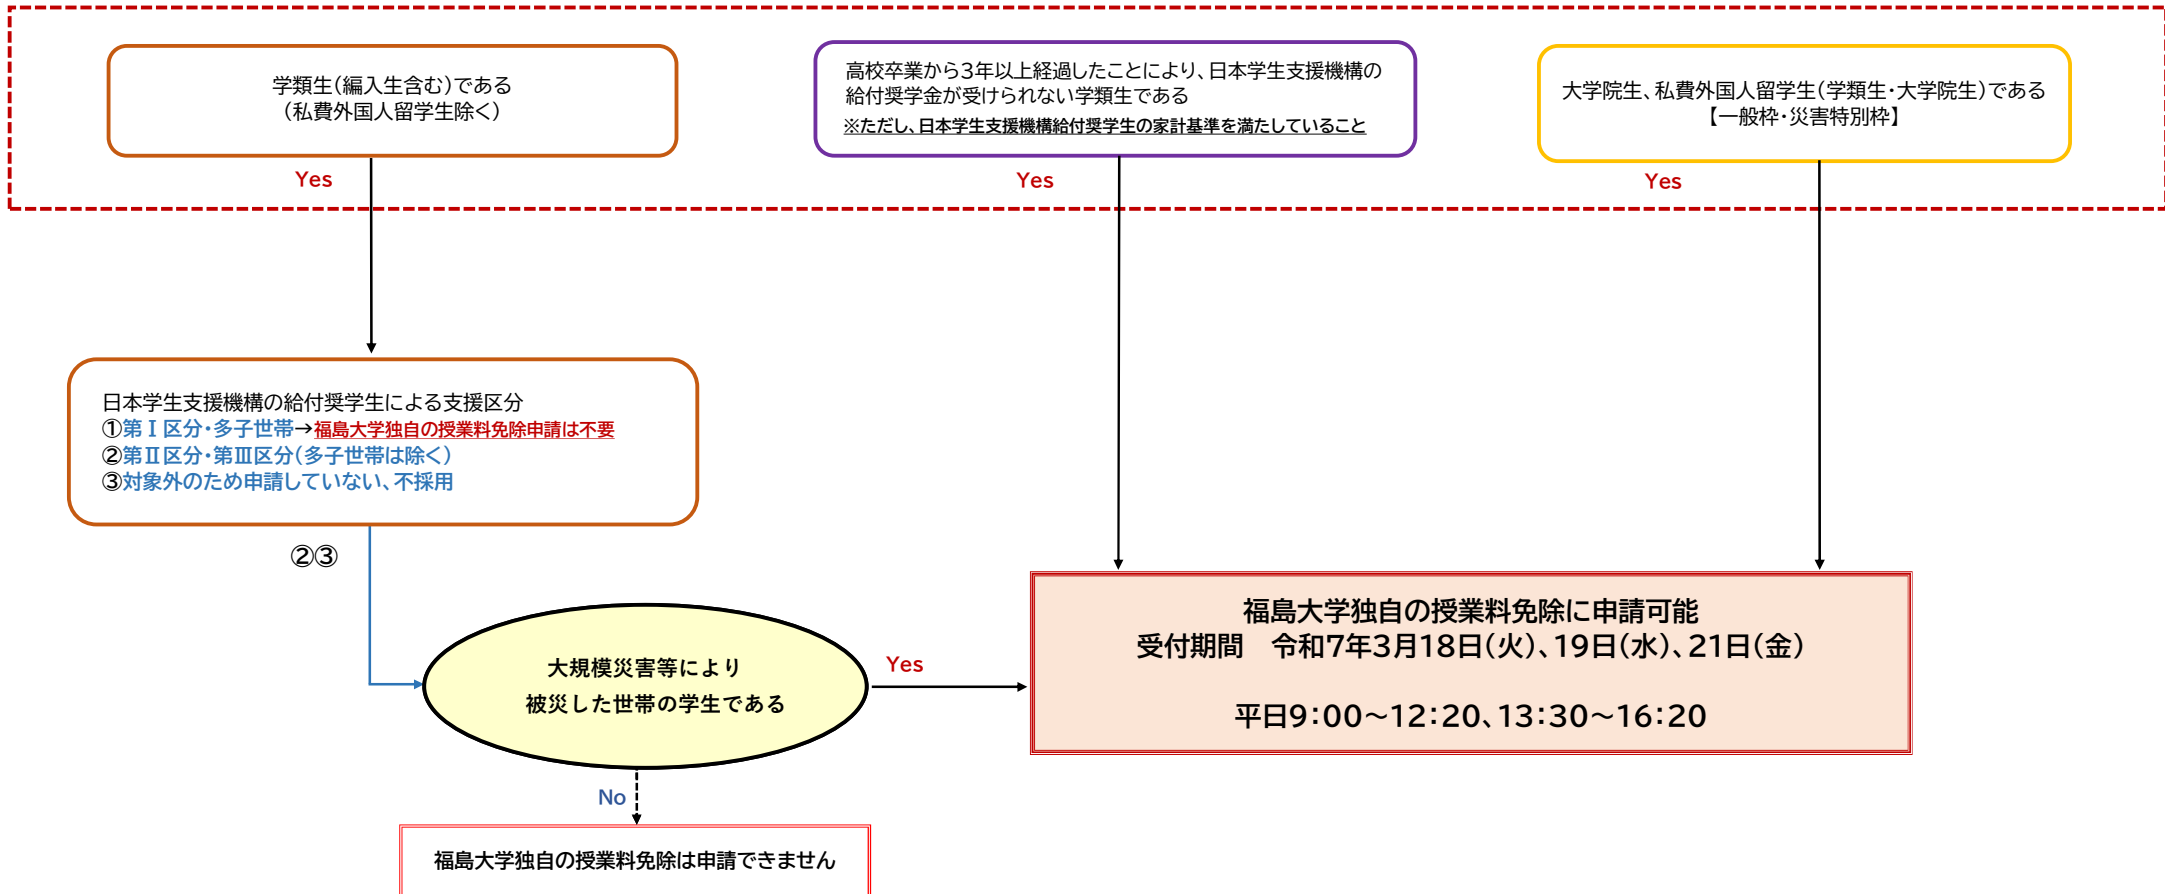 学類生(編入生含む)である
(私費外国人留学生除く)
高校卒業から3年以上経過したことにより、日本学生支援機構の
給付奨学金が受けられない学類生である
※ただし、日本学生支援機構給付奨学生の家計基準を満たしていること
大学院生、私費外国人留学生(学類生・大学院生)である
【一般枠・災害特別枠】
Yes
Yes
Yes
日本学生支援機構の給付奨学生による支援区分
①第Ⅰ区分・多子世帯→福島大学独自の授業料免除申請は不要
②第Ⅱ区分・第Ⅲ区分(多子世帯は除く)
③対象外のため申請していない、不採用
②③
大規模災害等により
被災した世帯の学生である
Yes
福島大学独自の授業料免除に申請可能
受付期間　令和7年3月18日(火)、19日(水)、21日(金)
平日9:00～12:20、13:30～16:20
No
福島大学独自の授業料免除は申請できません